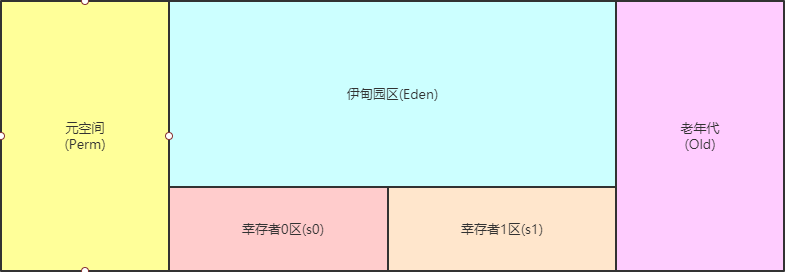 元空间
(Perm)
伊甸园区(Eden)
幸存者0区(s0)
幸存者1区(s1)
老年代
(Old)